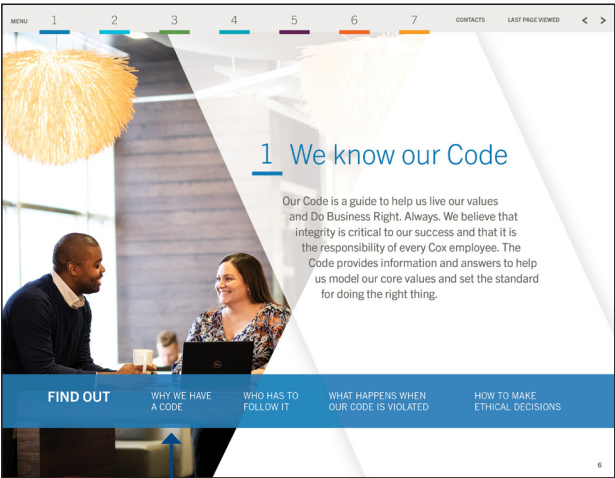 MENU 1 2 3 4 5 6 7 CONTACTS LAST PAGE VIEWED < >
1 We know our Code
Our Code is a guide to help us live our values
and Do Business Right. Always. We believe that
integrity is critical to our success and that it is
the responsibility of every Cox employee. The
Code provides information and answers to help
us model our core values and set the standard
for doing the right thing.
FIND OUT
WHY WE HAVE
A CODE
WHO HAS TO
FOLLOW IT
WHAT HAPPENS WHEN
OUR CODE IS VIOLATED
HOW TO MAKE
ETHICAL DECISIONS
6